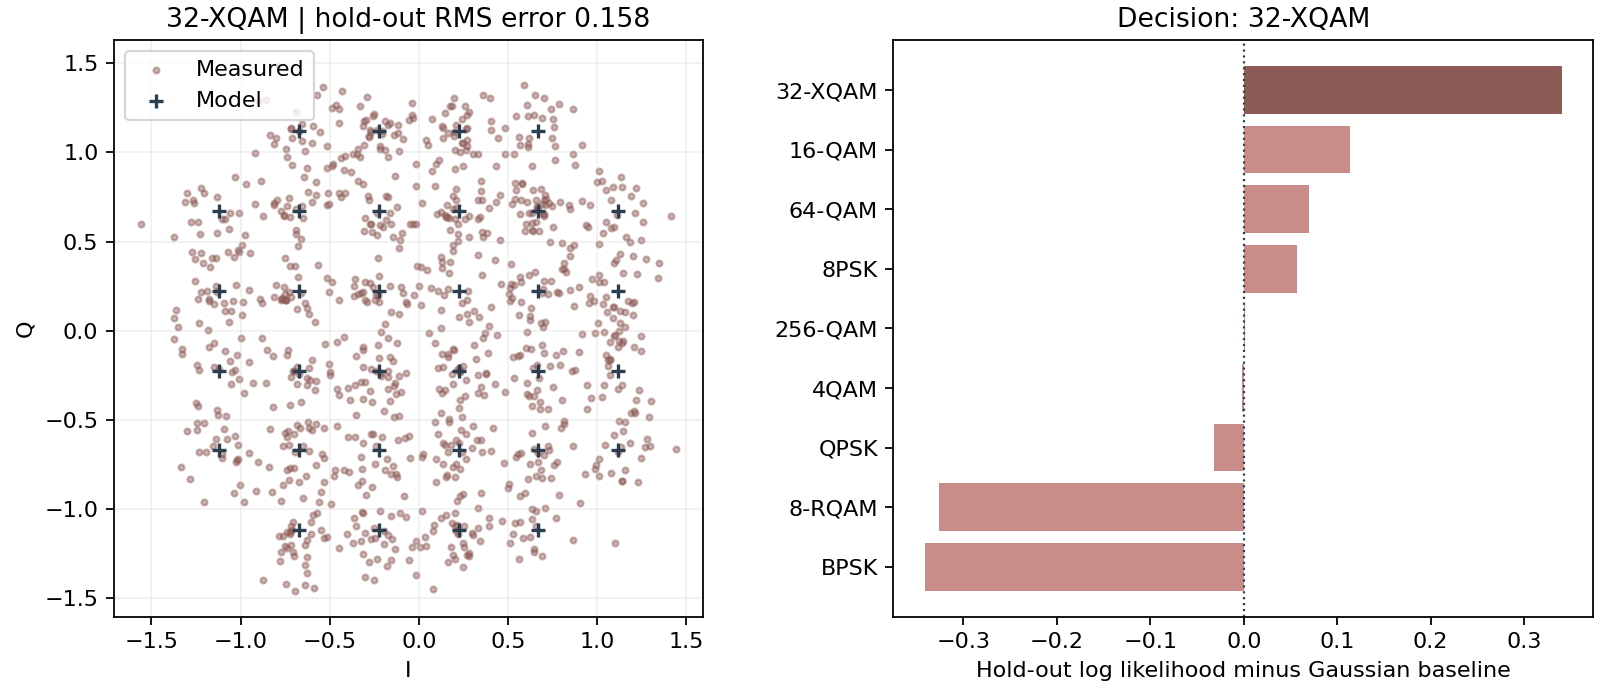 32-XQAM | hold-out RMS error 0.158
Measured
Model
1.5
1.0
0.5
0.0
−0.5
−1.0
−1.5
Q
−1.5
−1.0
−0.5
0.0
0.5
1.0
1.5
I
Decision: 32-XQAM
32-XQAM
16-QAM
64-QAM
8PSK
256-QAM
4QAM
QPSK
8-RQAM
BPSK
−0.3
−0.2
−0.1
0.0
0.1
0.2
0.3
Hold-out log likelihood minus Gaussian baseline